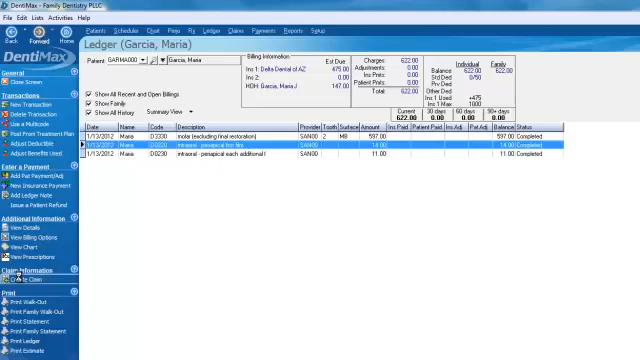 DentiMax - Family Dentistry PLLC
File Edit Lists Activities Help
Back Forward Home
Patients Scheduler Chart Perio Rx Ledger Claims Payments Reports Setup
DentiMax
Ledger (Garcia, Maria)
Patient GARMA000 Garcia, Maria
Show All Recent and Open Billings
Show Family
Show All History Summary View
Billing Information Est Due
Ins 1: Delta Dental of AZ 475.00
Ins 2: 0.00
HOH: Garcia, Maria J 147.00
Charges: 622.00
Adjustments: 0.00
Ins Pmts: 0.00
Patient Pmts: 0.00
Total: 622.00
Individual Family
Balance 622.00 622.00
Std Ded 0/50
Prev Ded
Ins 1 Used +475
Ins 1 Max 1000
Current 30 days 60 days 90+ days
622.00 0.00 0.00 0.00
Date Name Code Description Provider Tooth Surface Amount Ins Paid Patient Paid Ins Adj Pat Adj Balance Status
1/13/2012 Maria D3330 molar (excluding final restoration) SAN00 2 MB 597.00 597.00 Completed
1/13/2012 Maria D0220 intraoral - periapical first film SAN00 14.00 14.00 Completed
1/13/2012 Maria D0230 intraoral - periapical each additional f SAN00 11.00 11.00 Completed
General
Close Screen
Transactions
New Transaction
Delete Transaction
Use a Multicode
Post From Treatment Plan
Adjust Deductible
Adjust Benefits Used
Enter a Payment
Add Pat Payment/Adj
New Insurance Payment
Add Ledger Note
Issue a Patient Refund
Additional Information
View Details
View Billing Options
View Chart
View Prescriptions
Claim Information
Create Claim
Print
Print Walk-Out
Print Family Walk-Out
Print Statement
Print Family Statement
Print Ledger
Print Estimate